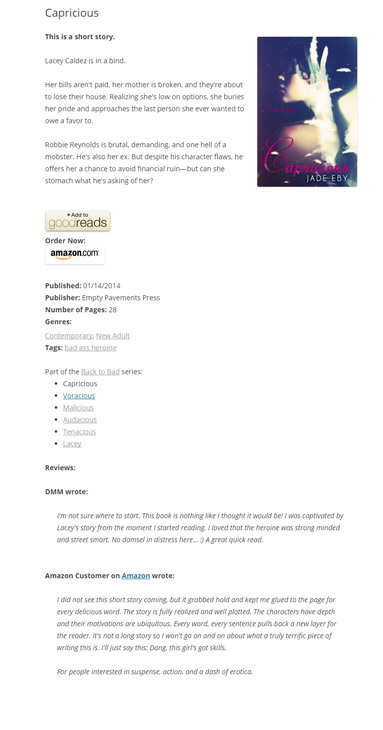 Capricious
This is a short story.
Lacey Caldez is in a bind.
Her bills aren't paid, her mother is broken, and they're about
to lose their house. Realizing she's low on options, she buries
her pride and approaches the last person she ever wanted to
owe a favor to.
Robbie Reynolds is brutal, demanding, and one hell of a
mobster. He's also her ex. But despite his character flaws, he
offers her a chance to avoid financial ruin—but can she
stomach what he's asking of her?
Capricious
JADE EBY
+ Add to
goodreads
Order Now:
amazon.com
Published: 01/14/2014
Publisher: Empty Pavements Press
Number of Pages: 28
Genres:
Contemporary, New Adult
Tags: bad ass heroine
Part of the Back to Bad series:
• Capricious
• Voracious
• Malicious
• Audacious
• Tenacious
• Lacey
Reviews:
DMM wrote:
I'm not sure where to start. This book is nothing like I thought it would be! I was captivated by
Lacey's story from the moment I started reading. I loved that the heroine was strong minded
and street smart. No damsel in distress here... :) A great quick read.
Amazon Customer on Amazon wrote:
I did not see this short story coming, but it grabbed hold and kept me glued to the page for
every delicious word. The story is fully realized and well plotted. The characters have depth
and their motivations are ubiquitous. Every word, every sentence pulls back a new layer for
the reader. It's not a long story so I won't go on and on about what a truly terrific piece of
writing this is. I'll just say this: Dang, this girl's got skills.
For people interested in suspense, action, and a dash of erotica.